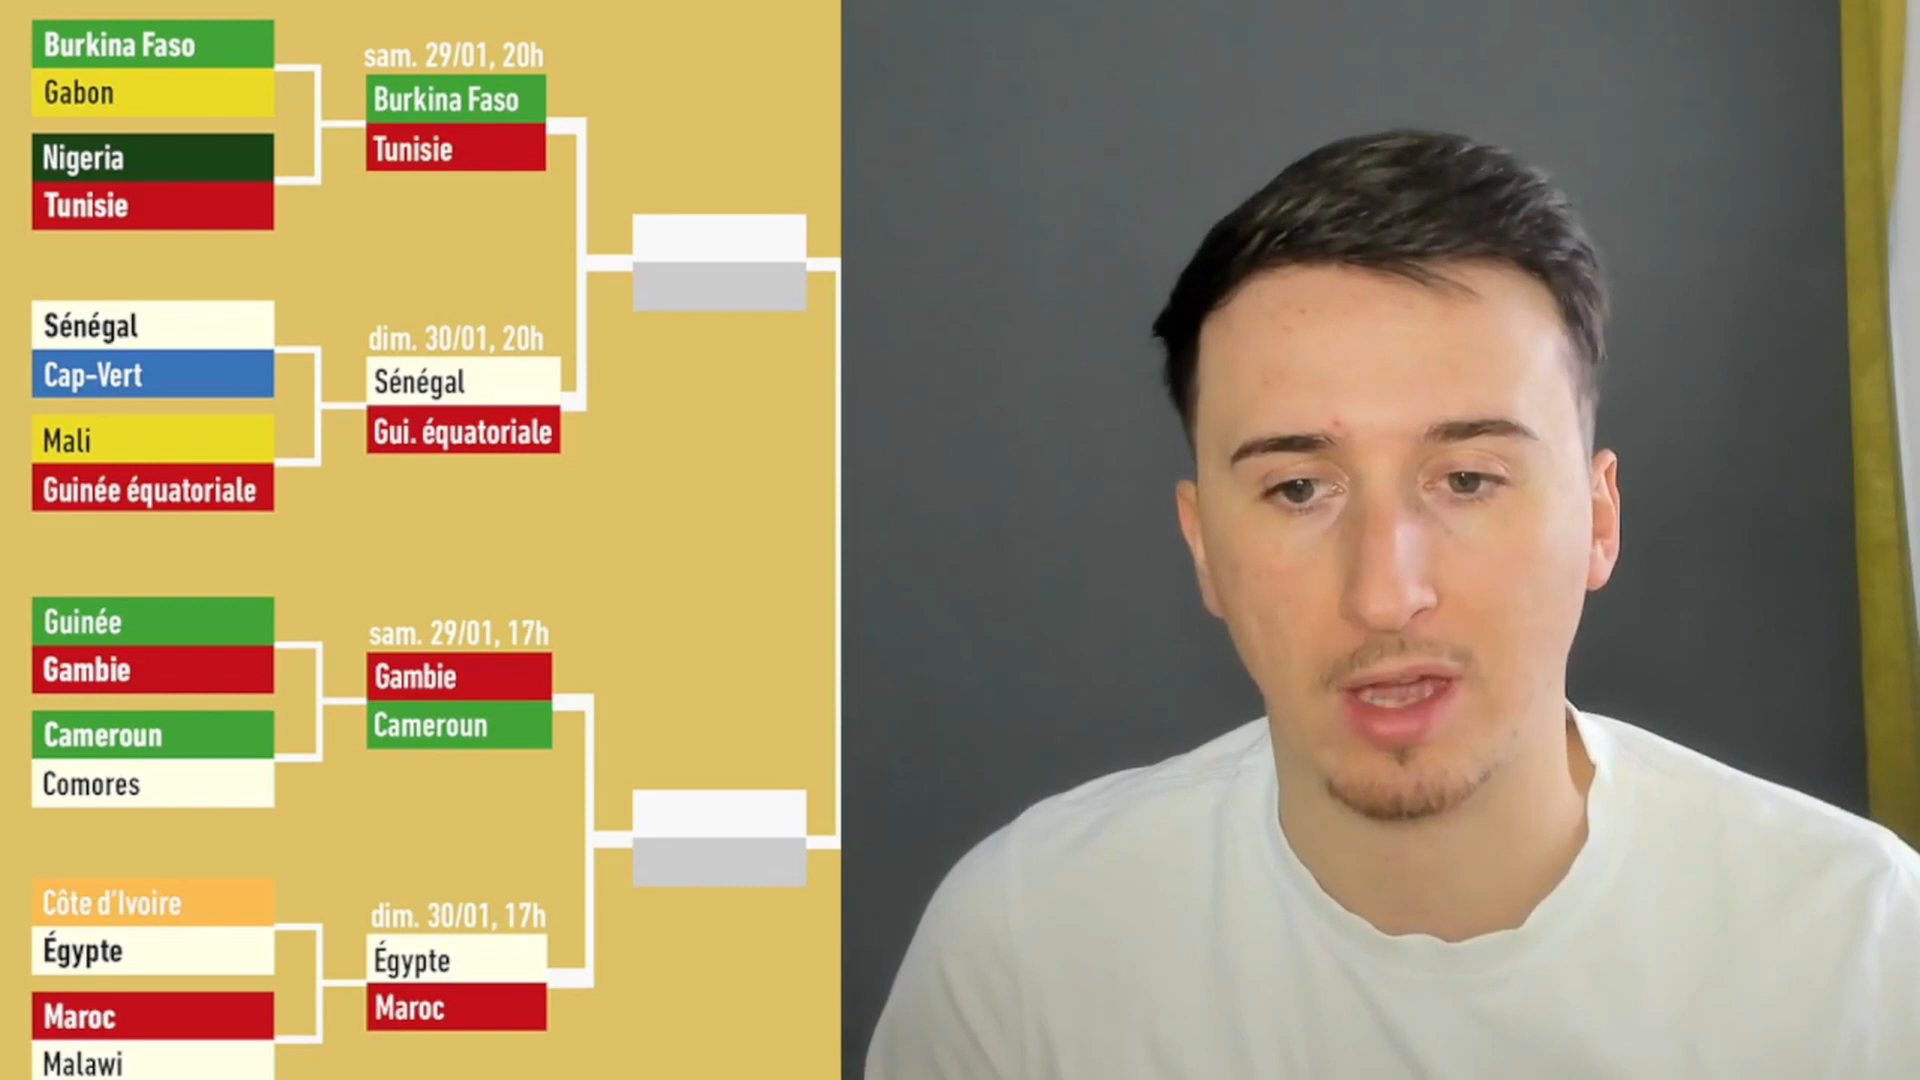 Burkina Faso
Gabon
Nigeria
Tunisie
Sénégal
Cap-Vert
Mali
Guinée équatoriale
Guinée
Gambie
Cameroun
Comores
Côte d'Ivoire
Égypte
Maroc
Malawi
sam. 29/01, 20h
Burkina Faso
Tunisie
dim. 30/01, 20h
Sénégal
Gui. équatoriale
sam. 29/01, 17h
Gambie
Cameroun
dim. 30/01, 17h
Égypte
Maroc